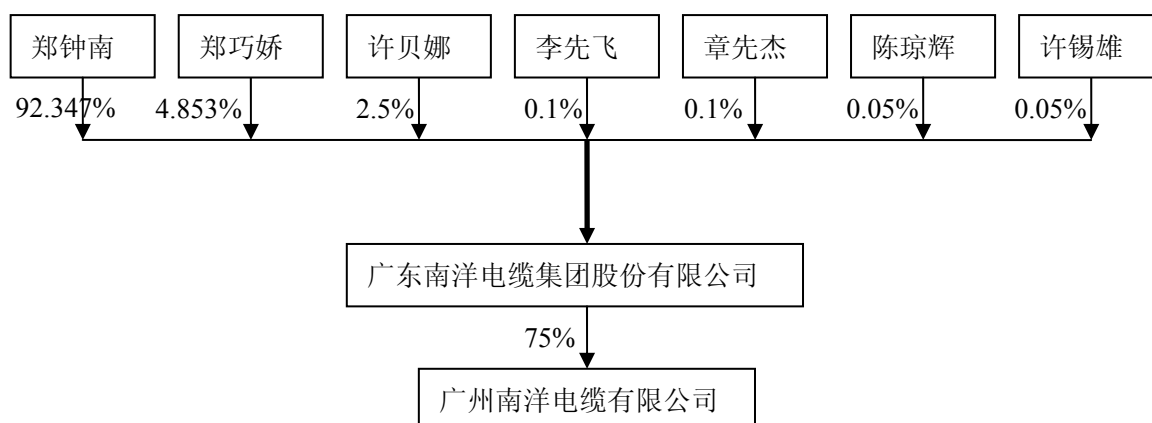 郑钟南 郑巧娇 许贝娜 李先飞 章先杰 陈琼辉 许锡雄
92.347% 4.853% 2.5% 0.1% 0.1% 0.05% 0.05%
广东南洋电缆集团股份有限公司
75%
广州南洋电缆有限公司